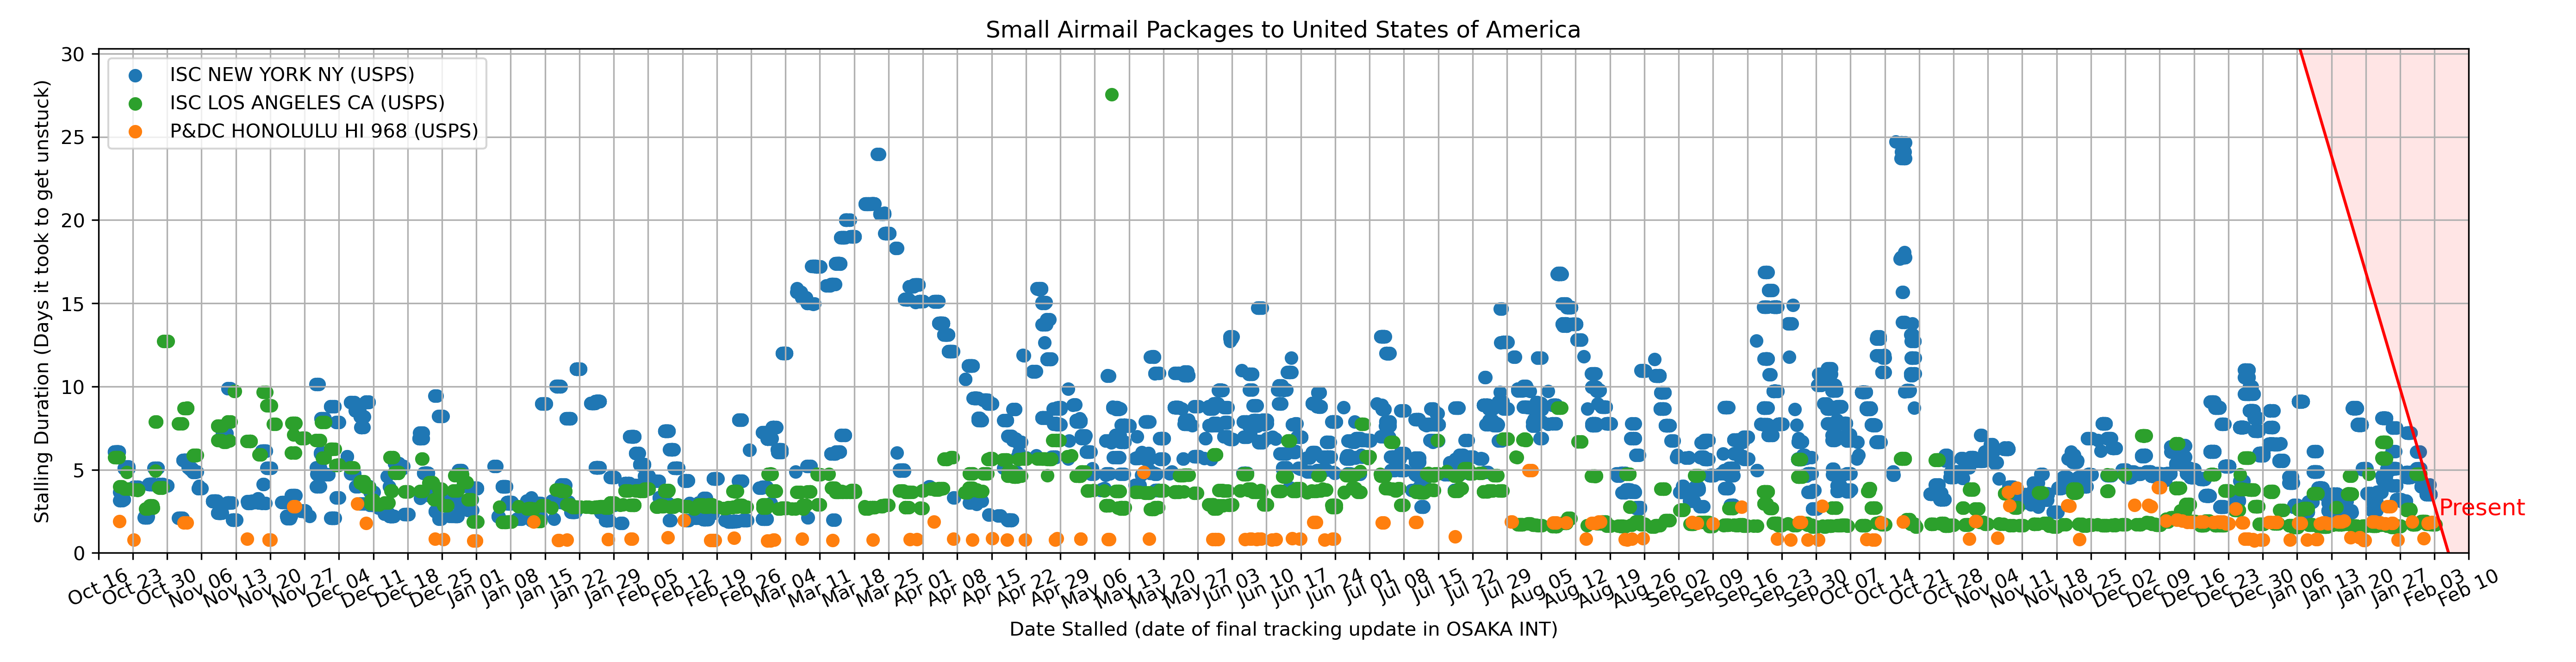 Small Airmail Packages to United States of America
Stalling Duration (Days it took to get unstuck)
30
25
20
15
10
5
0
ISC NEW YORK NY (USPS)
ISC LOS ANGELES CA (USPS)
P&DC HONOLULU HI 968 (USPS)
Present
Oct 16 Oct 23 Oct 30 Nov 06 Nov 13 Nov 20 Nov 27 Dec 04 Dec 11 Dec 18 Dec 25 Jan 01 Jan 08 Jan 15 Jan 22 Jan 29 Feb 05 Feb 12 Feb 19 Feb 26 Mar 04 Mar 11 Mar 18 Mar 25 Apr 01 Apr 08 Apr 15 Apr 22 Apr 29 May 06 May 13 May 20 May 27 Jun 03 Jun 10 Jun 17 Jun 24 Jul 01 Jul 08 Jul 15 Jul 22 Jul 29 Aug 05 Aug 12 Aug 19 Aug 26 Sep 02 Sep 09 Sep 16 Sep 23 Sep 30 Oct 07 Oct 14 Oct 21 Oct 28 Nov 04 Nov 11 Nov 18 Nov 25 Dec 02 Dec 09 Dec 16 Dec 23 Dec 30 Jan 06 Jan 13 Jan 20 Jan 27 Feb 03 Feb 10
Date Stalled (date of final tracking update in OSAKA INT)